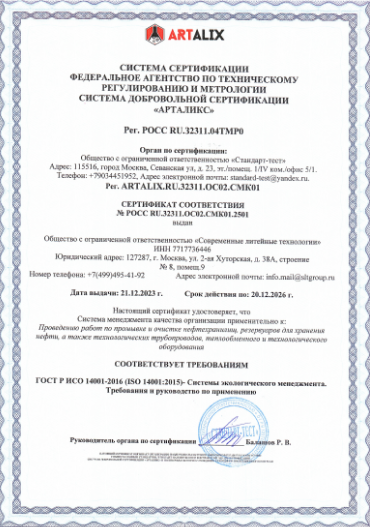 ARTALIX
СИСТЕМА СЕРТИФИКАЦИИ
ФЕДЕРАЛЬНОЕ АГЕНТСТВО ПО ТЕХНИЧЕСКОМУ
РЕГУЛИРОВАНИЮ И МЕТРОЛОГИИ
СИСТЕМА ДОБРОВОЛЬНОЙ СЕРТИФИКАЦИИ
«АРТАЛИКС»
Рег. РОСС RU.32311.04ТМР0
Орган по сертификации:
Общество с ограниченной ответственностью «Стандарт-тест»
Адрес: 115516, город Москва, Севанская ул, д. 23, эт./помещ. 1/IV ком./офис 5/1.
Телефон: +79034451952, Адрес электронной почты: standard-test@yandex.ru.
Рег. ARTALIX.RU.32311.ОС02.СМК01
СЕРТИФИКАТ СООТВЕТСТВИЯ
№ РОСС RU.32311.ОС02.СМК01.2501
выдан
Общество с ограниченной ответственностью «Современные литейные технологии»
ИНН 7717736446
Юридический адрес: 127287, г. Москва, ул. 2-ая Хуторская, д. 38А, строение
№ 8, помещ.9
Номер телефона: +7(499)495-41-92 Адрес электронной почты: info.mail@sltgroup.ru
Дата выдачи: 21.12.2023 г. Срок действия по: 20.12.2026 г.
Настоящий сертификат удостоверяет, что
Система менеджмента качества организации применительно к:
Проведению работ по промывке и очистке нефтехранилищ, резервуаров для хранения
нефти, а также технологических трубопроводов, теплообменного и технологического
оборудования
СООТВЕТСТВУЕТ ТРЕБОВАНИЯМ
ГОСТ Р ИСО 14001-2016 (ISO 14001:2015)- Системы экологического менеджмента.
Требования и руководство по применению
Руководитель органа по сертификации Баланцов Р. В.